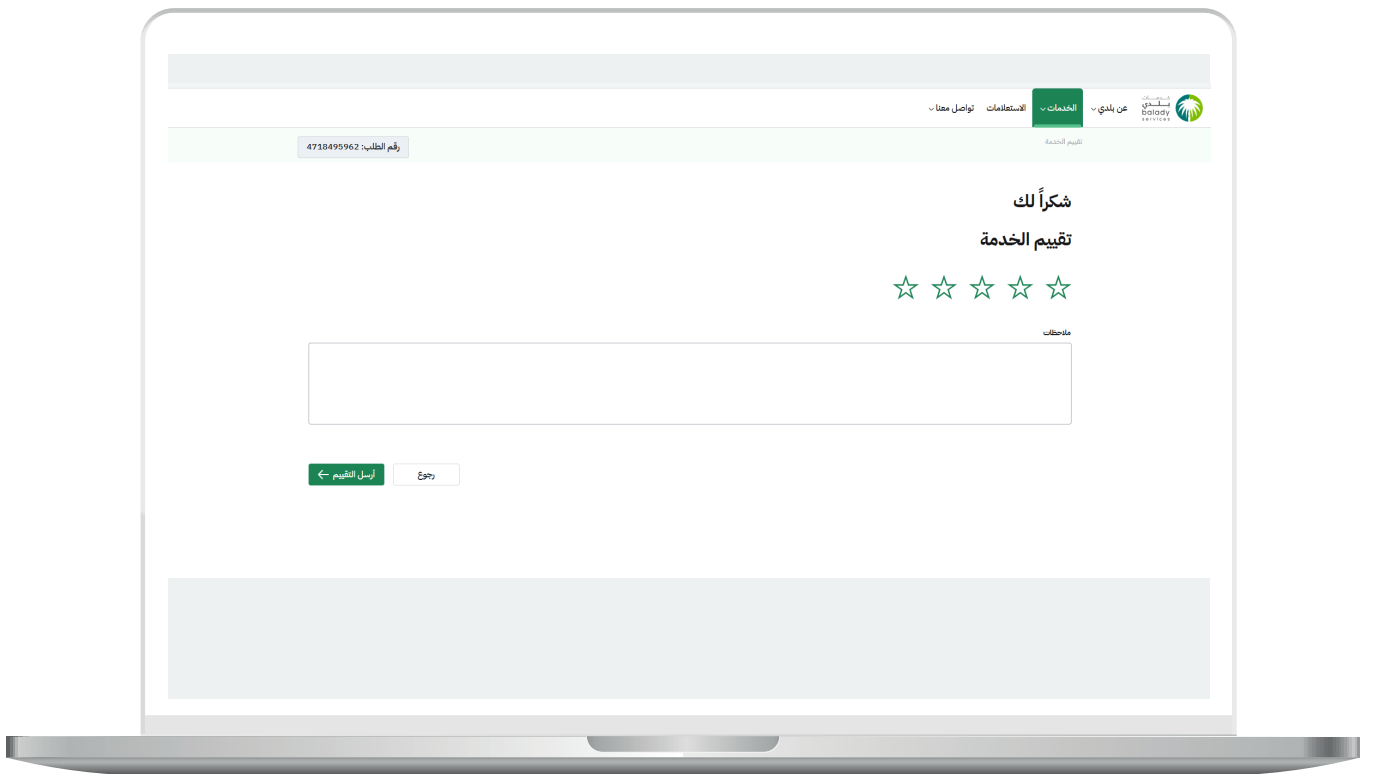 خدمات
بلدي
balady
services
عن بلدي
الخدمات
الاستعلامات
تواصل معنا
تقييم الخدمة
رقم الطلب: 4718495962
شكراً لك
تقييم الخدمة
ملاحظات
رجوع
أرسل التقييم